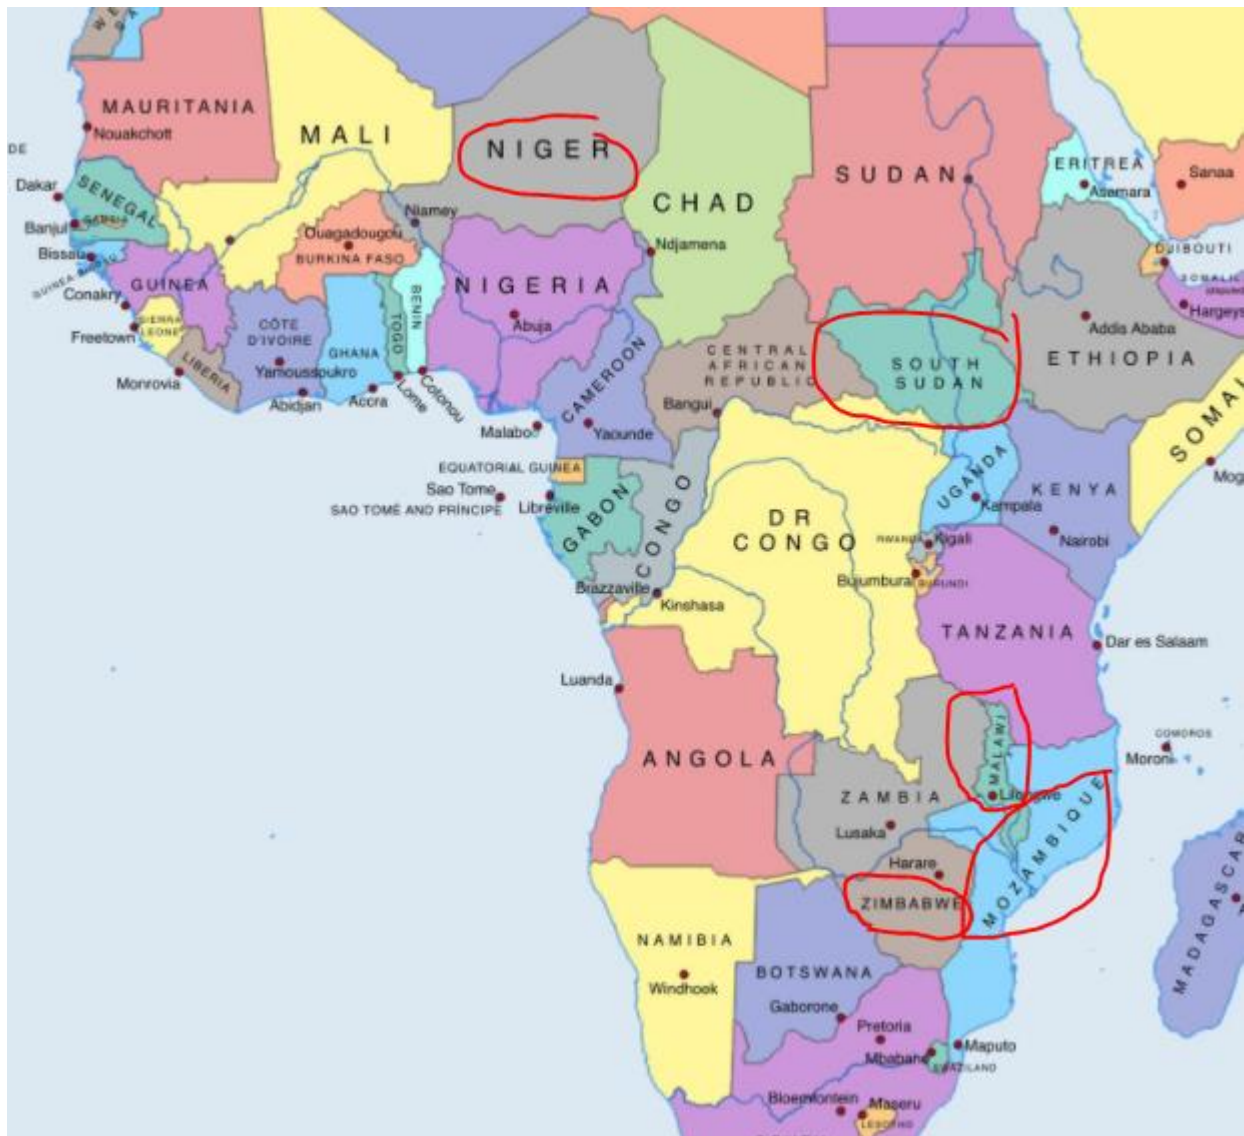 MAURITANIA
Nouakchott
DE
MALI
NIGER
CHAD
SUDAN
ERITREA
Asamara
Sanaa
Dakar
SENEGAL
Banjul
Bissau
Niamey
Ouagadougou
BURKINA FASO
Ndjamena
DJIBOUTI
GUINEA
Conakry
SIERRA
LEONE
Freetown
CÔTE
D'IVOIRE
Yamoussoukro
LIBERIA
Monrovia
Abidjan
GHANA
Accra
TOGO
Lome
BENIN
Cotonou
NIGERIA
Abuja
CAMEROON
Yaounde
Malabo
CENTRAL
AFRICAN
REPUBLIC
Bangui
SOUTH
SUDAN
Addis Ababa
ETHIOPIA
Hargeys
SOMAL
Mog
EQUATORIAL GUINEA
Sao Tome
SAO TOMÉ AND PRÍNCIPE
Libreville
GABON
CONGO
Brazzaville
Kinshasa
DR
CONGO
UGANDA
Kampala
KENYA
Nairobi
RWANDA
Kigali
Bujumbura
BURUNDI
TANZANIA
Dar es Salaam
Luanda
ANGOLA
ZAMBIA
Lusaka
MALAWI
Lilongwe
COMOROS
Moroni
MOZAMBIQUE
Harare
ZIMBABWE
MADAGASCAR
NAMIBIA
Windhoek
BOTSWANA
Gaborone
Pretoria
Mbabane
Maputo
SWAZILAND
Bloemfontein
Maseru
LESOTHO